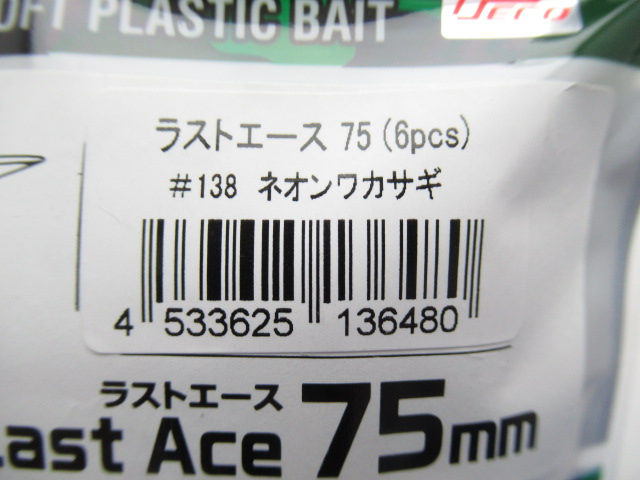 OFT PLASTIC BAIT
ラストエース 75 (6pcs)
#138 ネオンワカサギ
4 533625 136480
ラストエース
Last Ace 75mm